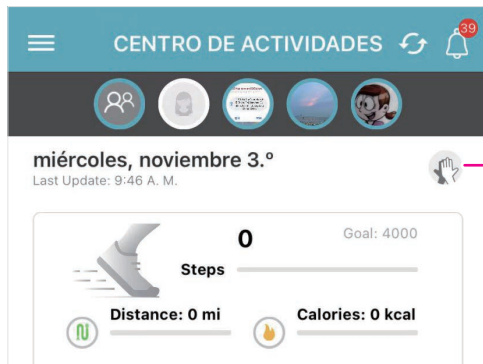 CENTRO DE ACTIVIDADES
39
miércoles, noviembre 3.º
Last Update: 9:46 A. M.
0
Goal: 4000
Steps
Distance: 0 mi
Calories: 0 kcal